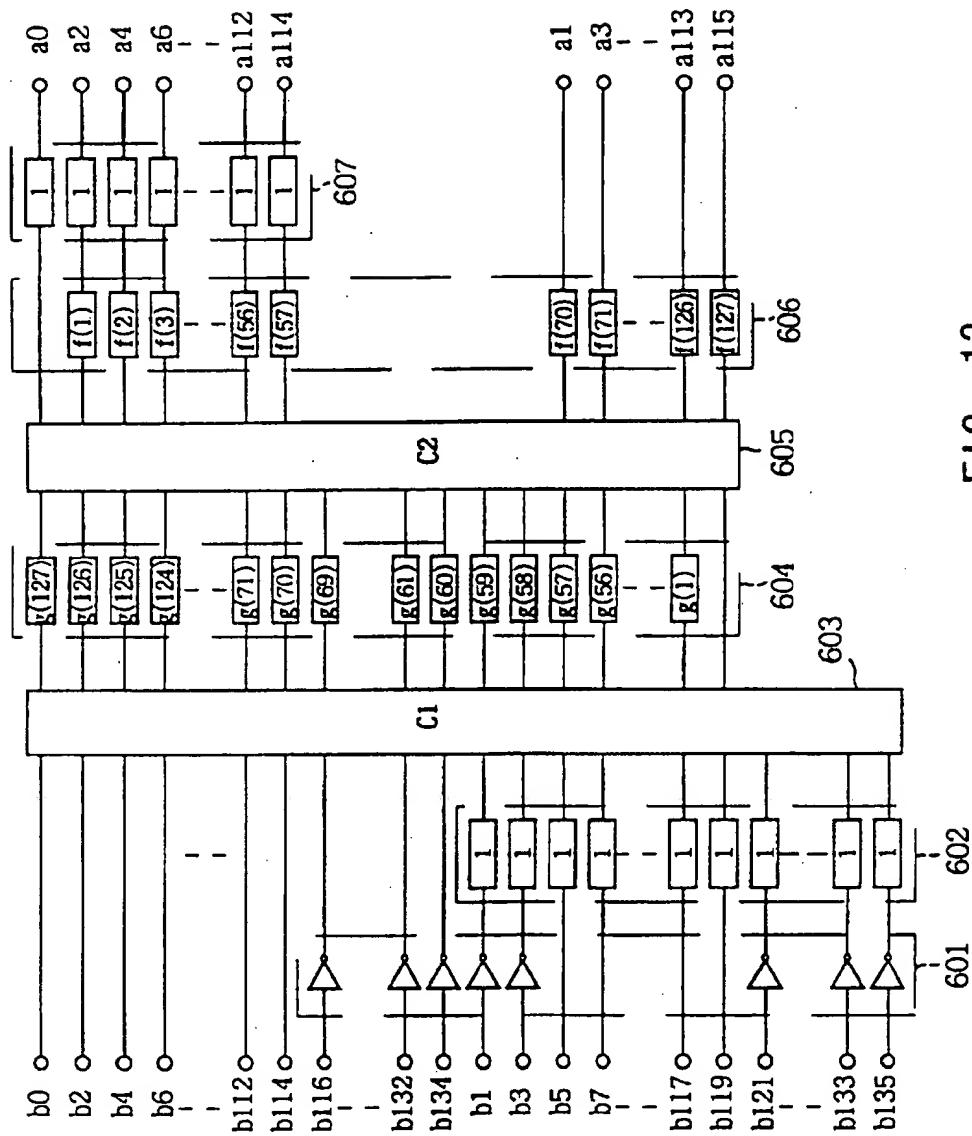 b0 g(127) 1 a0
b2 g(126) f(1) 1 a2
b4 g(125) f(2) 1 a4
b6 g(124) f(3) 1 a6
b112 g(71) f(56) 1 a112
b114 g(70) f(57) 1 a114
b116 g(69) 607
C1 C2
b132 g(61)
b134 g(60)
b1 1 g(59)
b3 1 g(58)
b5 1 g(57) f(70) a1
b7 1 g(56) f(71) a3
b117 1 g(1) f(126) a113
b119 1 f(127) a115
604 605 606
603
b121 1
b133 1
b135 1
601 602